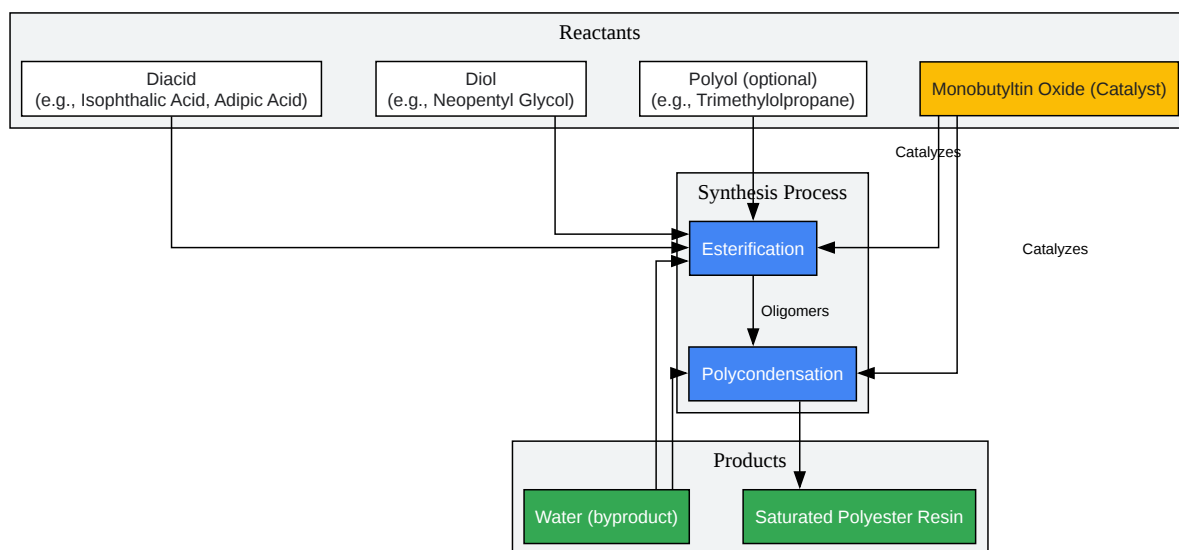 Reactants
Diacid
(e.g., Isophthalic Acid, Adipic Acid)
Diol
(e.g., Neopentyl Glycol)
Polyol (optional)
(e.g., Trimethylolpropane)
Monobutyltin Oxide (Catalyst)
Catalyzes
Synthesis Process
Esterification
Catalyzes
Oligomers
Polycondensation
Products
Water (byproduct)
Saturated Polyester Resin